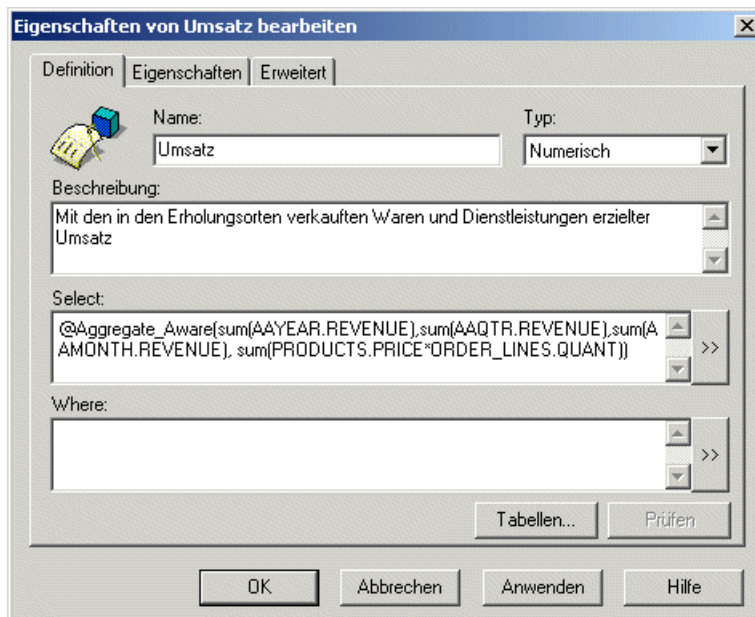 Eigenschaften von Umsatz bearbeiten
Definition Eigenschaften Erweitert
Name: Typ:
Umsatz Numerisch
Beschreibung:
Mit den in den Erholungsorten verkauften Waren und Dienstleistungen erzielter
Umsatz
Select:
@Aggregate_Aware(sum(AAYEAR.REVENUE),sum(AAQTR.REVENUE),sum(A
AMONTH.REVENUE), sum(PRODUCTS.PRICE*ORDER_LINES.QUANT))
>>
Where:
>>
Tabellen... Prüfen
OK Abbrechen Anwenden Hilfe